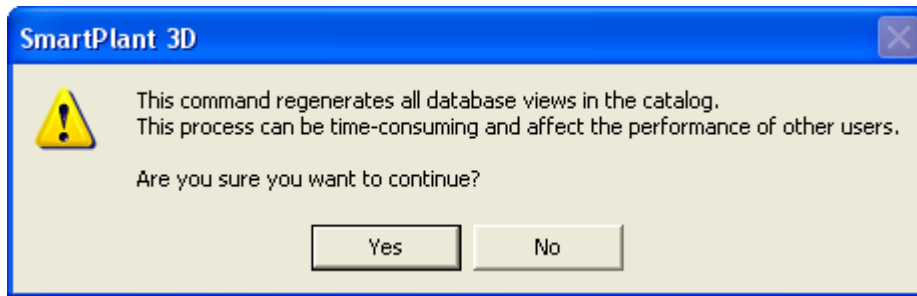 SmartPlant 3D
This command regenerates all database views in the catalog.
This process can be time-consuming and affect the performance of other users.
Are you sure you want to continue?
Yes No